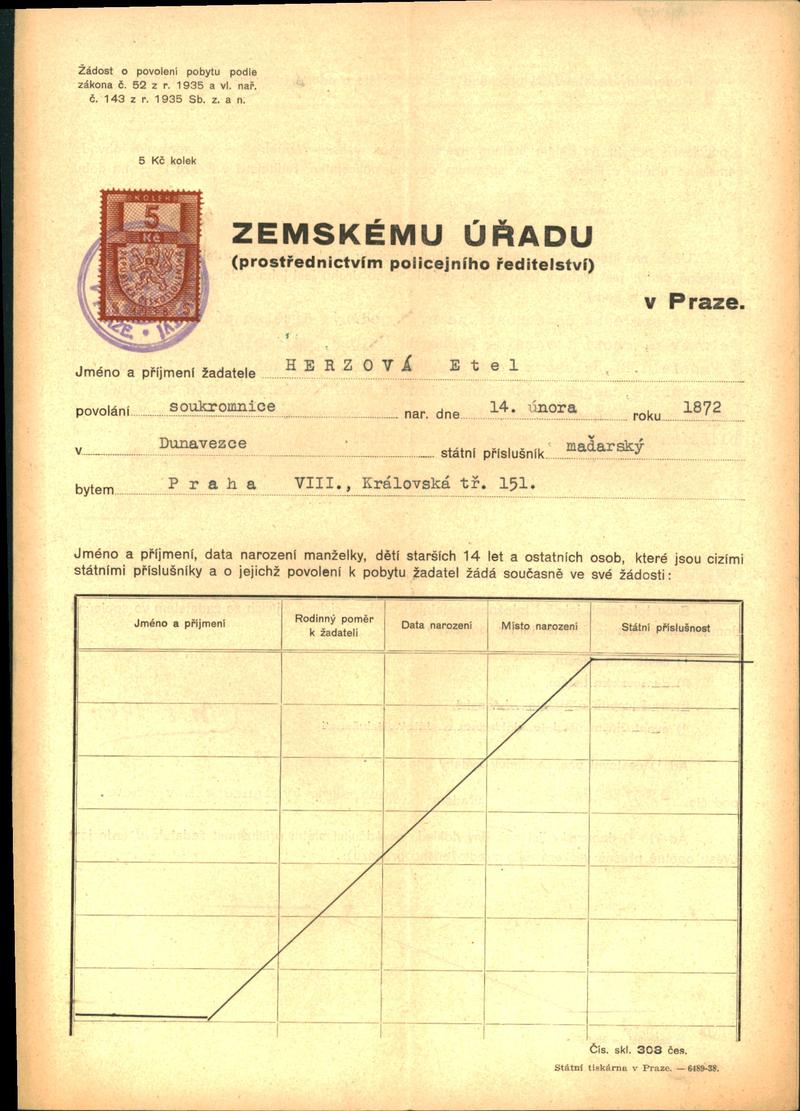 Žádost o povolení pobytu podle
zákona č. 52 z r. 1935 a vl. nař.
č. 143 z r. 1935 Sb. z. a n.
5 Kč kolek
KOLEK
5
Kč
ZEMSKÉMU ÚŘADU
(prostřednictvím policejního ředitelství)
v Praze.
Jméno a příjmení žadatele HERZOVÁ Etel
povolání soukromnice nar. dne 14. února roku 1872
v Dunavezce státní příslušník maďarský
bytem Praha VIII., Královská tř. 151.
Jméno a příjmení, data narození manželky, dětí starších 14 let a ostatních osob, které jsou cizími
státními příslušníky a o jejichž povolení k pobytu žadatel žádá současně ve své žádosti:
Jméno a příjmení
Rodinný poměr
k žadateli
Data narození
Místo narození
Státní příslušnost
Čís. skl. 303 čes.
Státní tiskárna v Praze. — 6489-38.